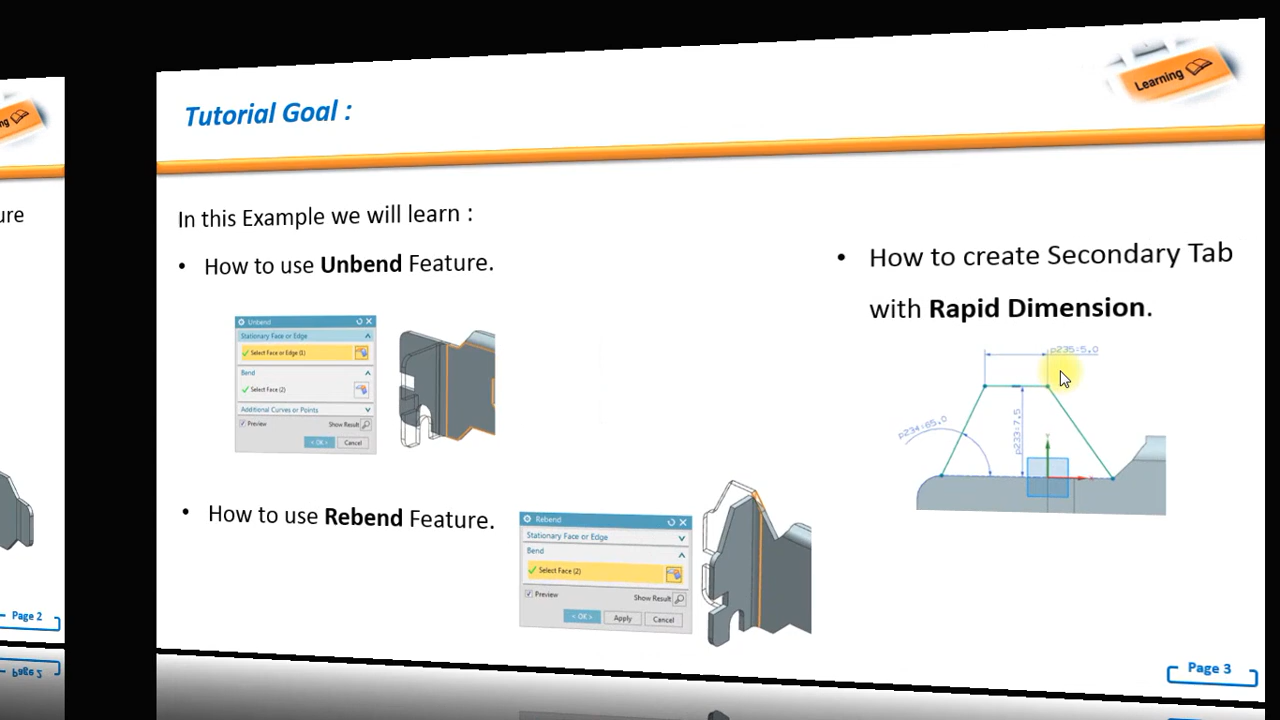 ng
ure
Page 2
Page 2
Learning
Tutorial Goal :
In this Example we will learn :
• How to use Unbend Feature.
Unbend
Stationary Face or Edge
Select Face or Edge (1)
Bend
Select Face (2)
Additional Curves or Points
Preview Show Result
< OK > Cancel
• How to use Rebend Feature.
Rebend
Stationary Face or Edge
Bend
Select Face (2)
Preview Show Result
< OK > Apply Cancel
• How to create Secondary Tab
with Rapid Dimension.
p235=5.0
p234=65.0
p233=7.5
Page 3